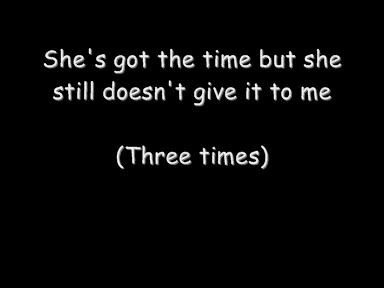 She's got the time but she
still doesn't give it to me
(Three times)